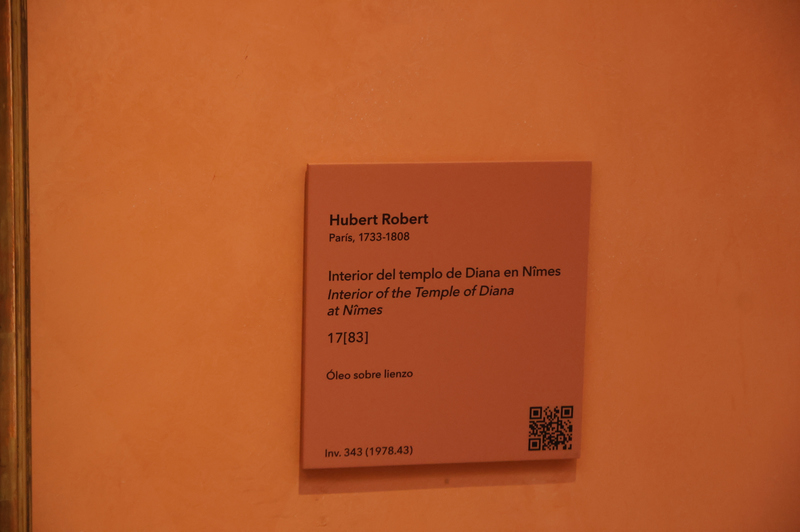 Hubert Robert
París, 1733-1808
Interior del templo de Diana en Nîmes
Interior of the Temple of Diana
at Nîmes
17[83]
Óleo sobre lienzo
Inv. 343 (1978.43)